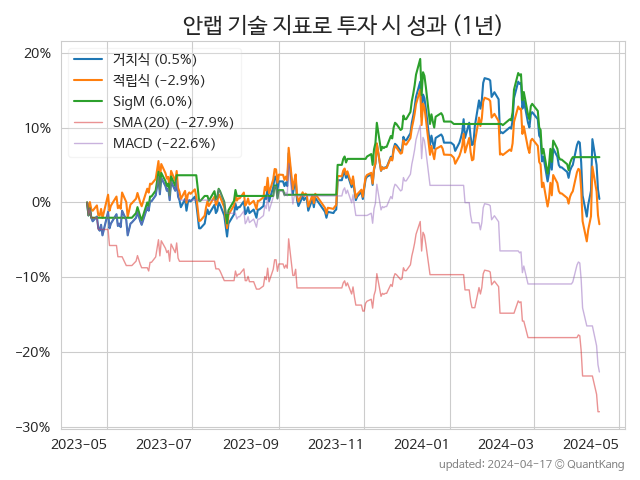 안랩 기술 지표로 투자 시 성과 (1년)
20%
10%
0%
−10%
−20%
−30%
거치식 (0.5%)
적립식 (−2.9%)
SigM (6.0%)
SMA(20) (−27.9%)
MACD (−22.6%)
2023-05 2023-07 2023-09 2023-11 2024-01 2024-03 2024-05
updated: 2024-04-17 © QuantKang